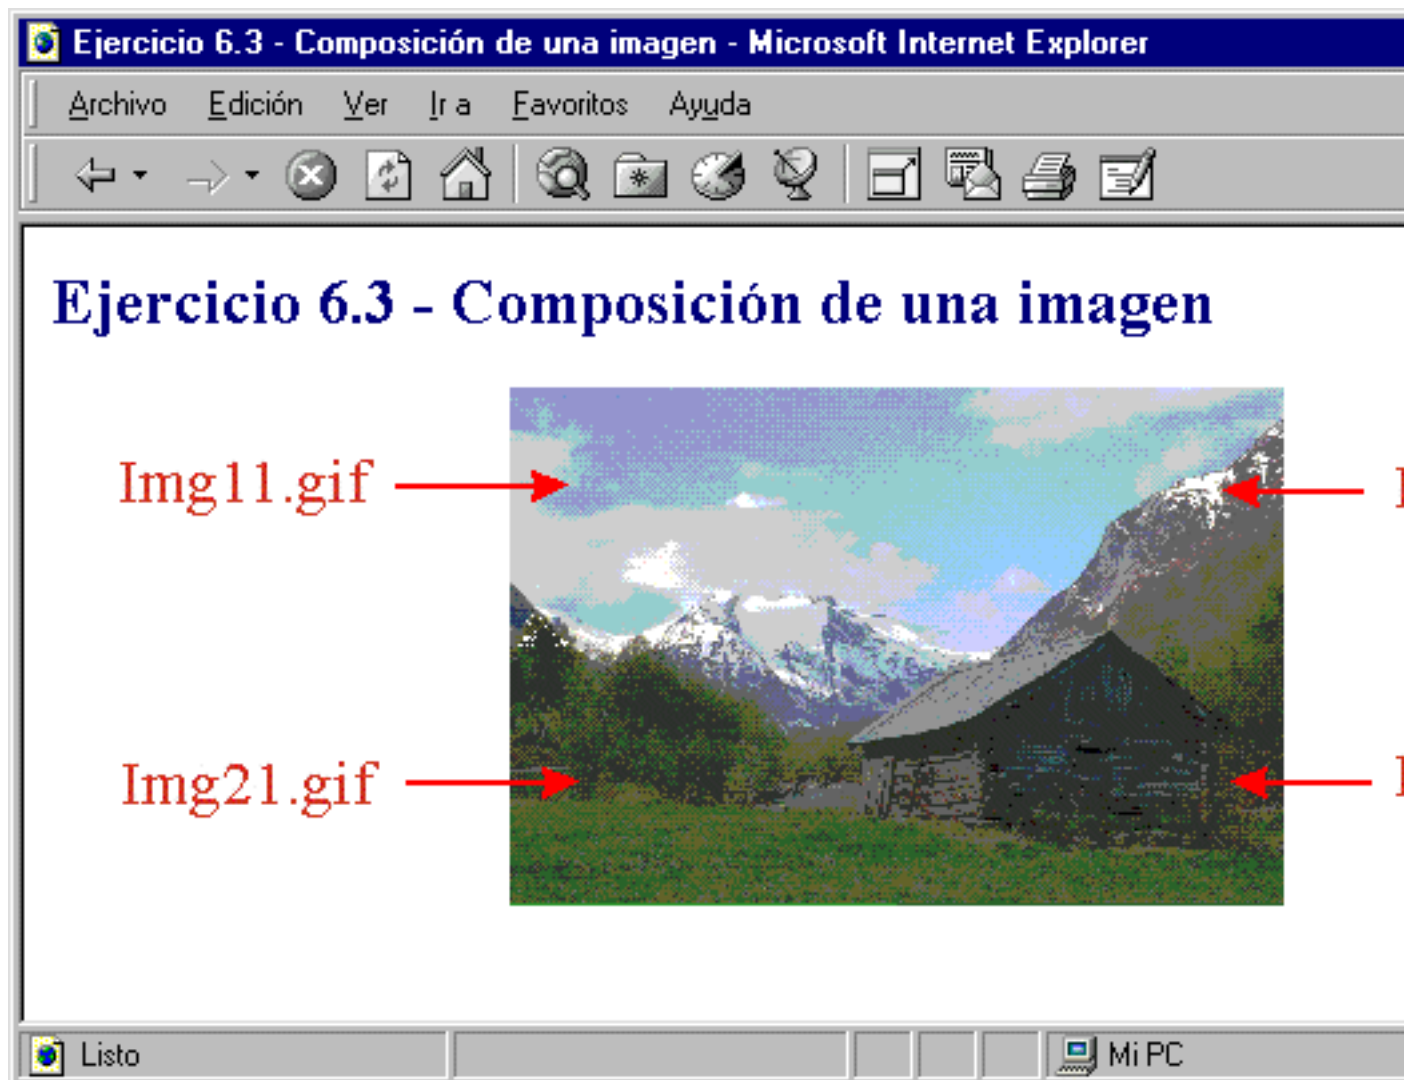 Ejercicio 6.3 - Composición de una imagen - Microsoft Internet Explorer
Archivo Edición Ver Ir a Favoritos Ayuda
Ejercicio 6.3 - Composición de una imagen
Img11.gif
Img21.gif
Listo
Mi PC